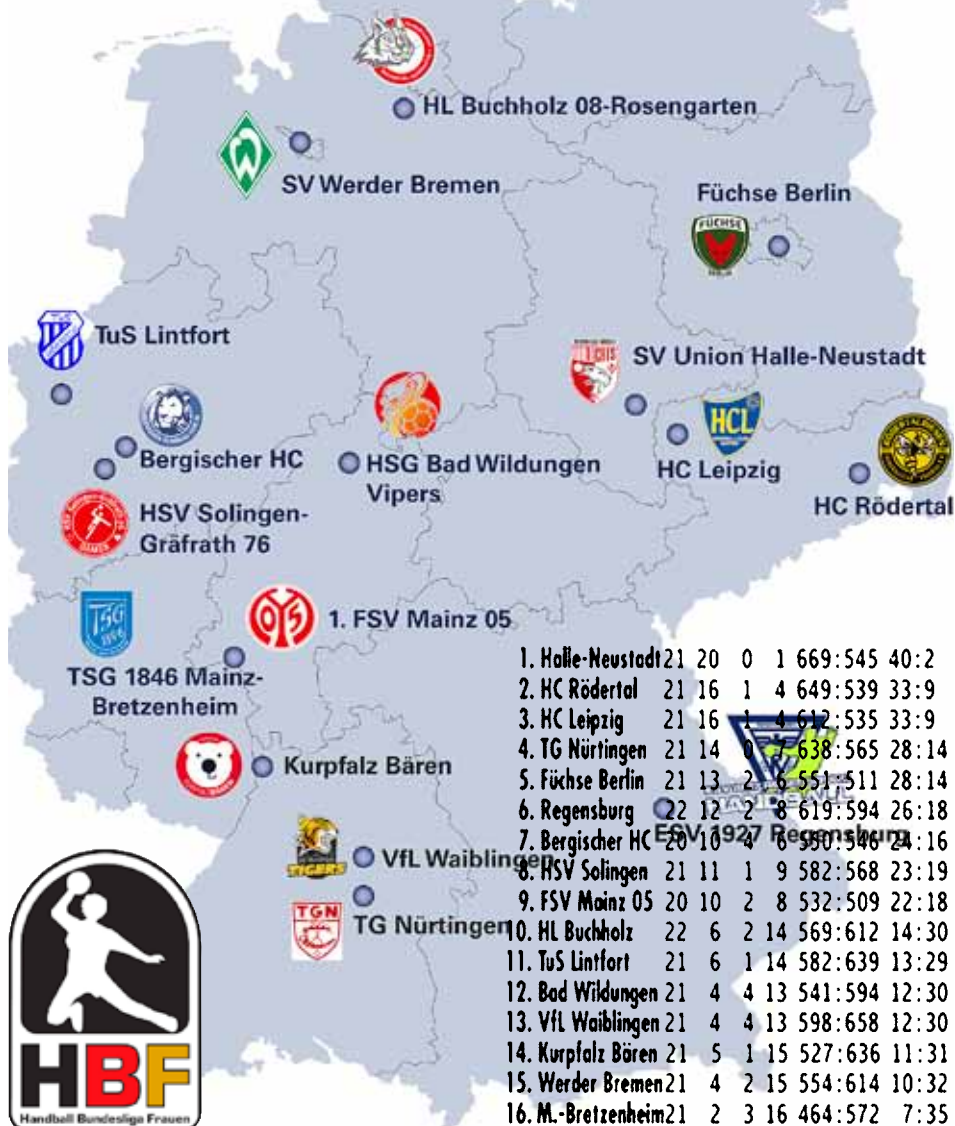 HL Buchholz 08-Rosengarten
SV Werder Bremen
Füchse Berlin
FÜCHSE
BERLIN
TuS Lintfort
SV Union Halle-Neustadt
HCL
Bergischer HC
HSG Bad Wildungen
Vipers
HC Leipzig
HC Rödertal
HSV Solingen-
Gräfrath 76
TSG
1846
1. FSV Mainz 05
TSG 1846 Mainz-
Bretzenheim
Kurpfalz Bären
ESV 1927 Regensburg
HANDBALL
VfL Waiblingen
TIGERS
TGN
TG Nürtingen
1. Halle-Neustadt 21 20 0 1 669:545 40:2
2. HC Rödertal 21 16 1 4 649:539 33:9
3. HC Leipzig 21 16 1 4 612:535 33:9
4. TG Nürtingen 21 14 0 7 638:565 28:14
5. Füchse Berlin 21 13 2 6 551:511 28:14
6. Regensburg 22 12 2 8 619:594 26:18
7. Bergischer HC 20 10 4 6 550:546 24:16
8. HSV Solingen 21 11 1 9 582:568 23:19
9. FSV Mainz 05 20 10 2 8 532:509 22:18
10. HL Buchholz 22 6 2 14 569:612 14:30
11. TuS Lintfort 21 6 1 14 582:639 13:29
12. Bad Wildungen 21 4 4 13 541:594 12:30
13. VfL Waiblingen 21 4 4 13 598:658 12:30
14. Kurpfalz Bären 21 5 1 15 527:636 11:31
15. Werder Bremen 21 4 2 15 554:614 10:32
16. M.-Bretzenheim 21 2 3 16 464:572 7:35
HBF
Handball Bundesliga Frauen